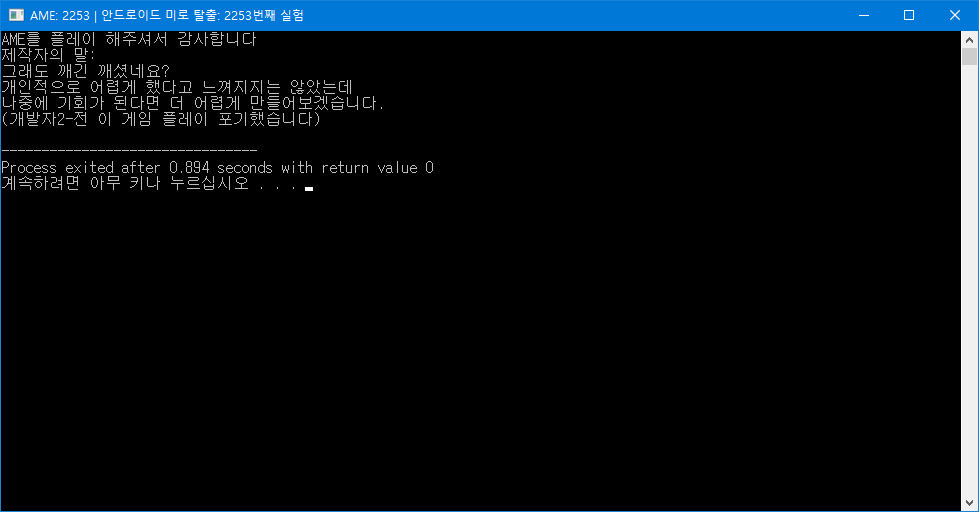 AME: 2253 | 안드로이드 미로 탈출: 2253번째 실험
AME를 플레이 해주셔서 감사합니다
제작자의 말:
그래도 깨긴 깨셨네요?
개인적으로 어렵게 했다고 느껴지지는 않았는데
나중에 기회가 된다면 더 어렵게 만들어보겠습니다.
(개발자2-전 이 게임 플레이 포기했습니다)
--------------------------------
Process exited after 0.894 seconds with return value 0
계속하려면 아무 키나 누르십시오 . . .